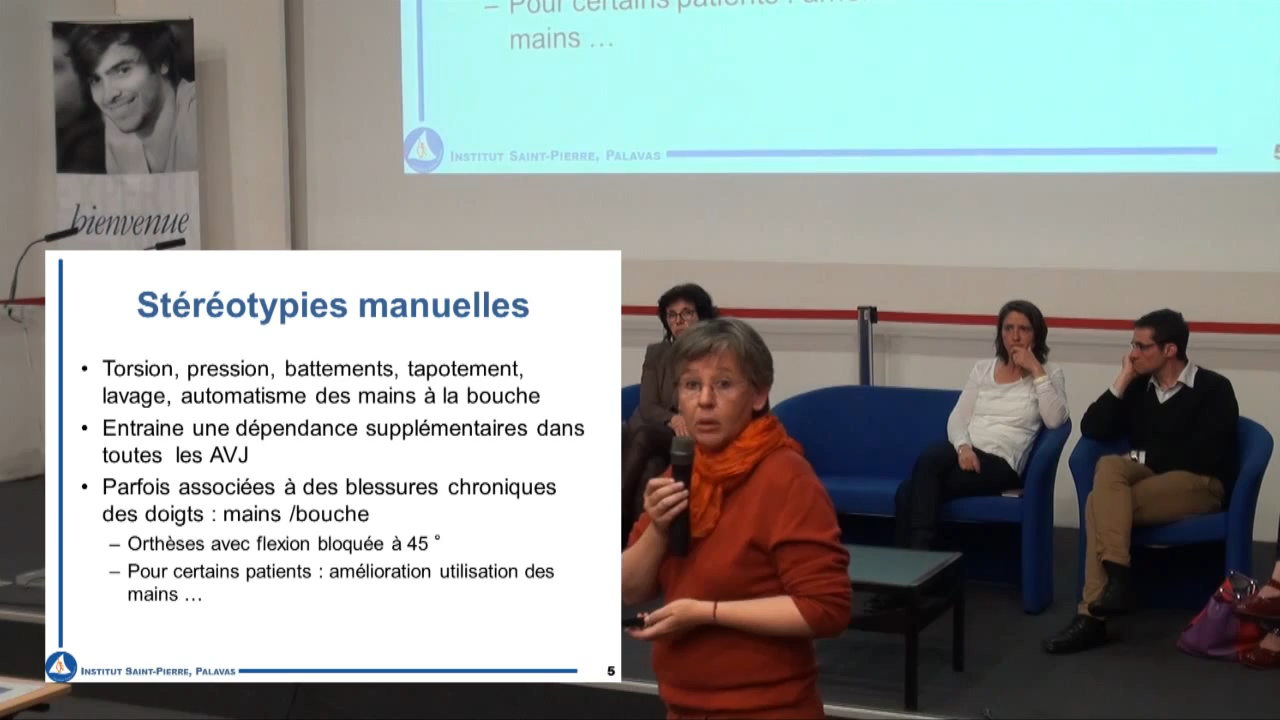 – Pour certains patients : amé
mains …
INSTITUT SAINT-PIERRE, PALAVAS
bienvenue
Stéréotypies manuelles
• Torsion, pression, battements, tapotement,
lavage, automatisme des mains à la bouche
• Entraine une dépendance supplémentaires dans
toutes les AVJ
• Parfois associées à des blessures chroniques
des doigts : mains /bouche
– Orthèses avec flexion bloquée à 45 °
– Pour certains patients : amélioration utilisation des
mains …
INSTITUT SAINT-PIERRE, PALAVAS
5